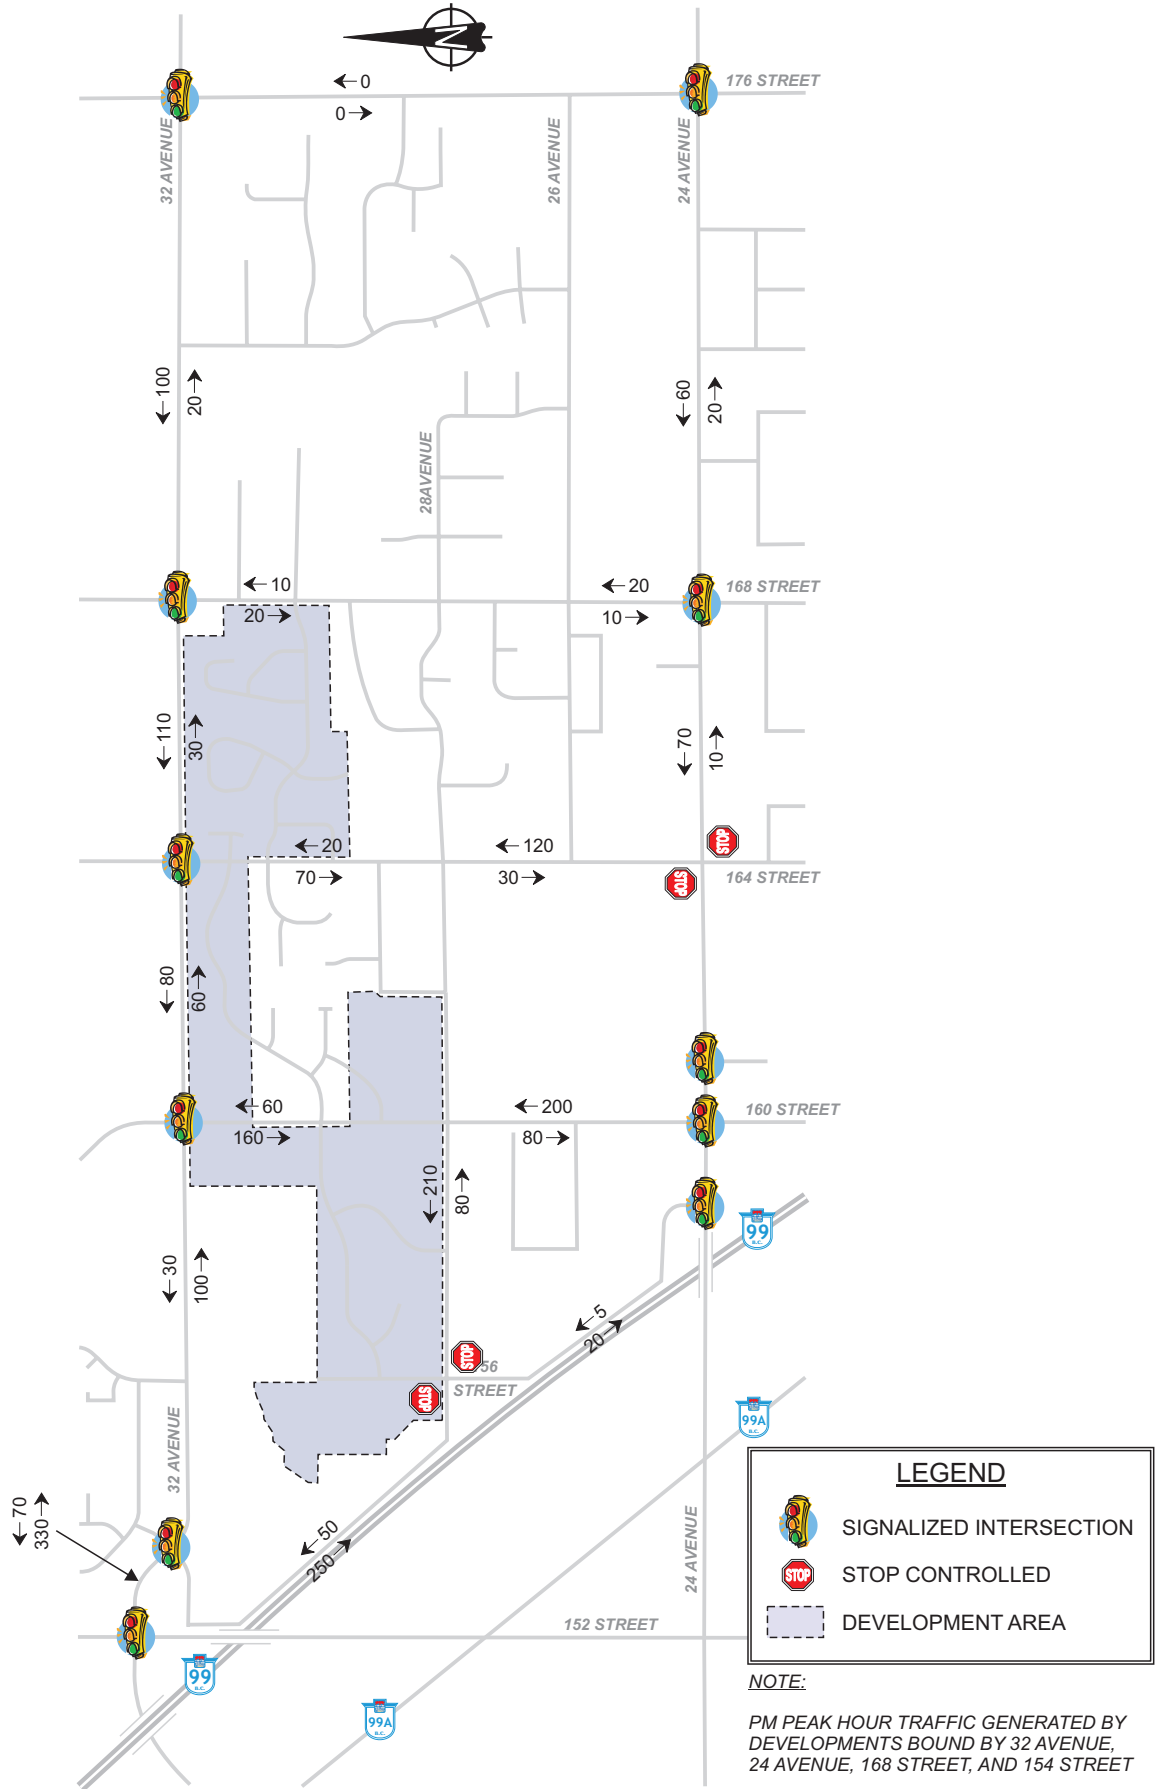 N
←0
0→
176 STREET
32 AVENUE
26 AVENUE
24 AVENUE
←100
20→
←60
20→
28AVENUE
←10
20→
←20
10→
168 STREET
←110
30→
←70
10→
STOP
←20
70→
←120
30→
STOP
164 STREET
←80
60→
←60
160→
←200
80→
160 STREET
←210
80→
99
B.C.
←30
100→
←5
20→
STOP
56
STREET
STOP
99A
B.C.
32 AVENUE
←70
330→
←50
250→
24 AVENUE
152 STREET
99
B.C.
99A
B.C.
LEGEND
SIGNALIZED INTERSECTION
STOP
STOP CONTROLLED
DEVELOPMENT AREA
NOTE:
PM PEAK HOUR TRAFFIC GENERATED BY
DEVELOPMENTS BOUND BY 32 AVENUE,
24 AVENUE, 168 STREET, AND 154 STREET